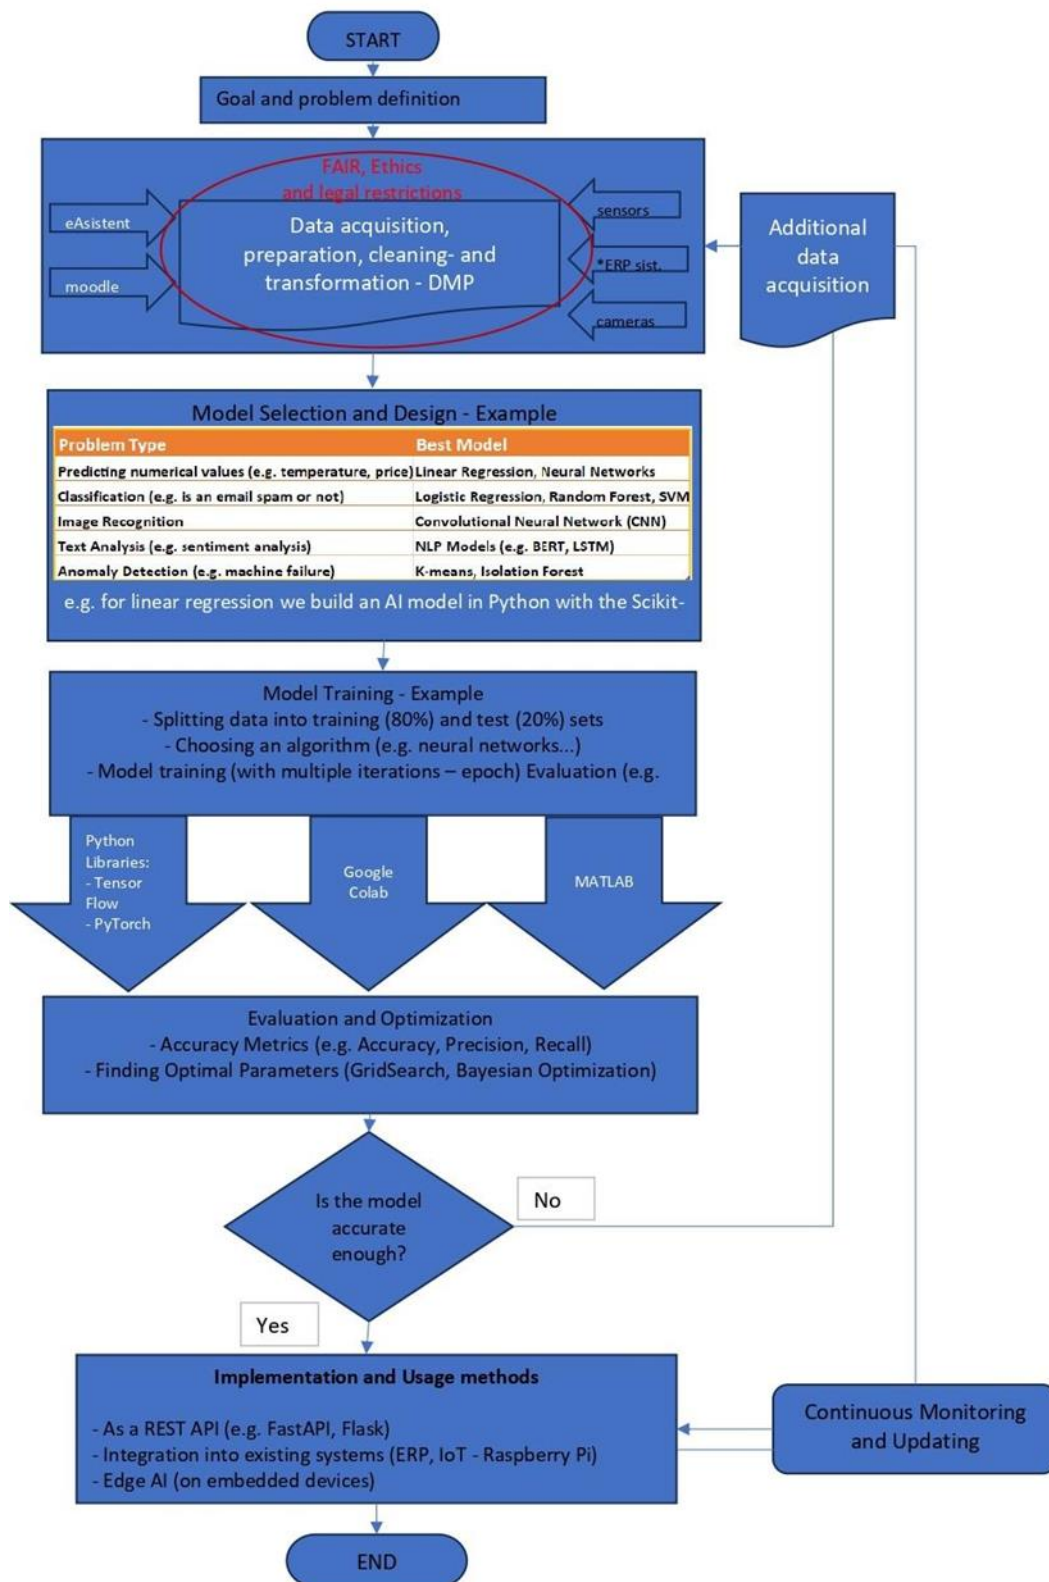 START
Goal and problem definition
FAIR, Ethics
and legal restrictions
eAsistent
moodle
Data acquisition,
preparation, cleaning- and
transformation - DMP
sensors
*ERP sist.
cameras
Additional
data
acquisition
Model Selection and Design - Example
Problem Type Best Model
Predicting numerical values (e.g. temperature, price) Linear Regression, Neural Networks
Classification (e.g. is an email spam or not) Logistic Regression, Random Forest, SVM
Image Recognition Convolutional Neural Network (CNN)
Text Analysis (e.g. sentiment analysis) NLP Models (e.g. BERT, LSTM)
Anomaly Detection (e.g. machine failure) K-means, Isolation Forest
e.g. for linear regression we build an AI model in Python with the Scikit-
Model Training - Example
- Splitting data into training (80%) and test (20%) sets
- Choosing an algorithm (e.g. neural networks...)
- Model training (with multiple iterations – epoch) Evaluation (e.g.
Python
Libraries:
- Tensor
Flow
- PyTorch
Google
Colab
MATLAB
Evaluation and Optimization
- Accuracy Metrics (e.g. Accuracy, Precision, Recall)
- Finding Optimal Parameters (GridSearch, Bayesian Optimization)
Is the model
accurate
enough?
No
Yes
Implementation and Usage methods
- As a REST API (e.g. FastAPI, Flask)
- Integration into existing systems (ERP, IoT - Raspberry Pi)
- Edge AI (on embedded devices)
Continuous Monitoring
and Updating
END